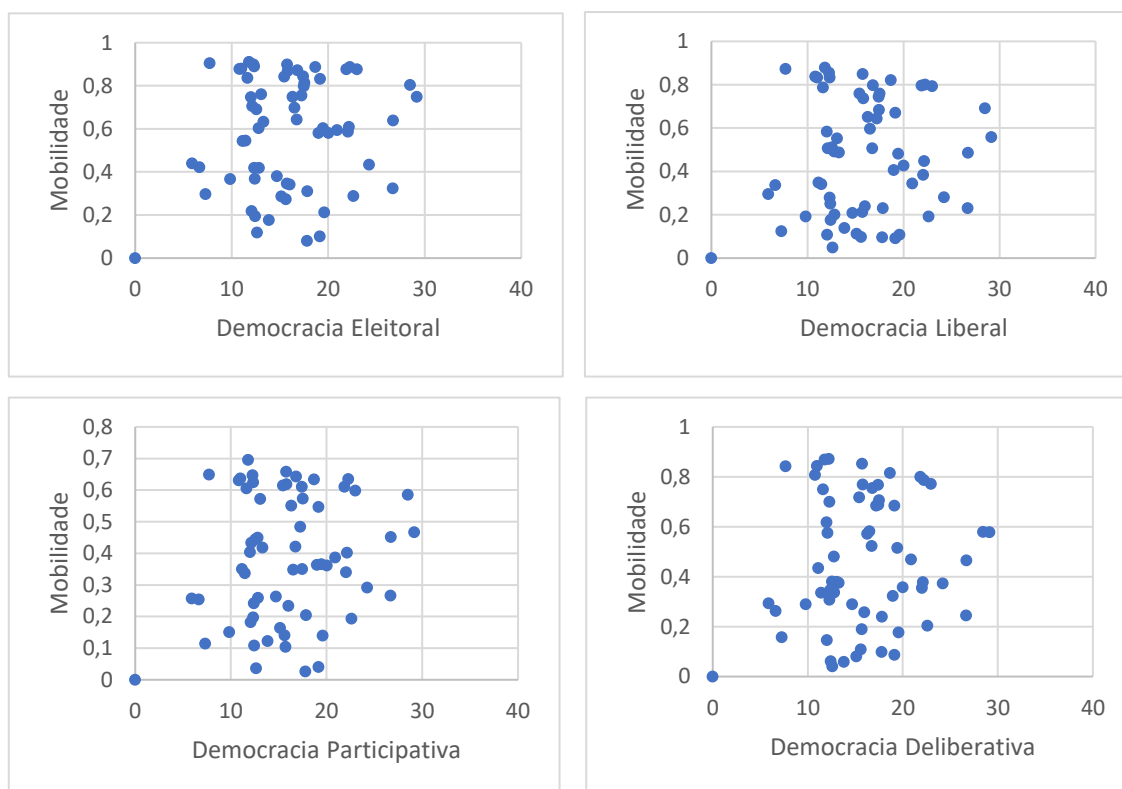 Mobilidade
1
0,8
0,6
0,4
0,2
0
0 10 20 30 40
Democracia Eleitoral
Mobilidade
1
0,8
0,6
0,4
0,2
0
0 10 20 30 40
Democracia Liberal
Mobilidade
0,8
0,7
0,6
0,5
0,4
0,3
0,2
0,1
0
0 10 20 30 40
Democracia Participativa
Mobilidade
1
0,8
0,6
0,4
0,2
0
0 10 20 30 40
Democracia Deliberativa